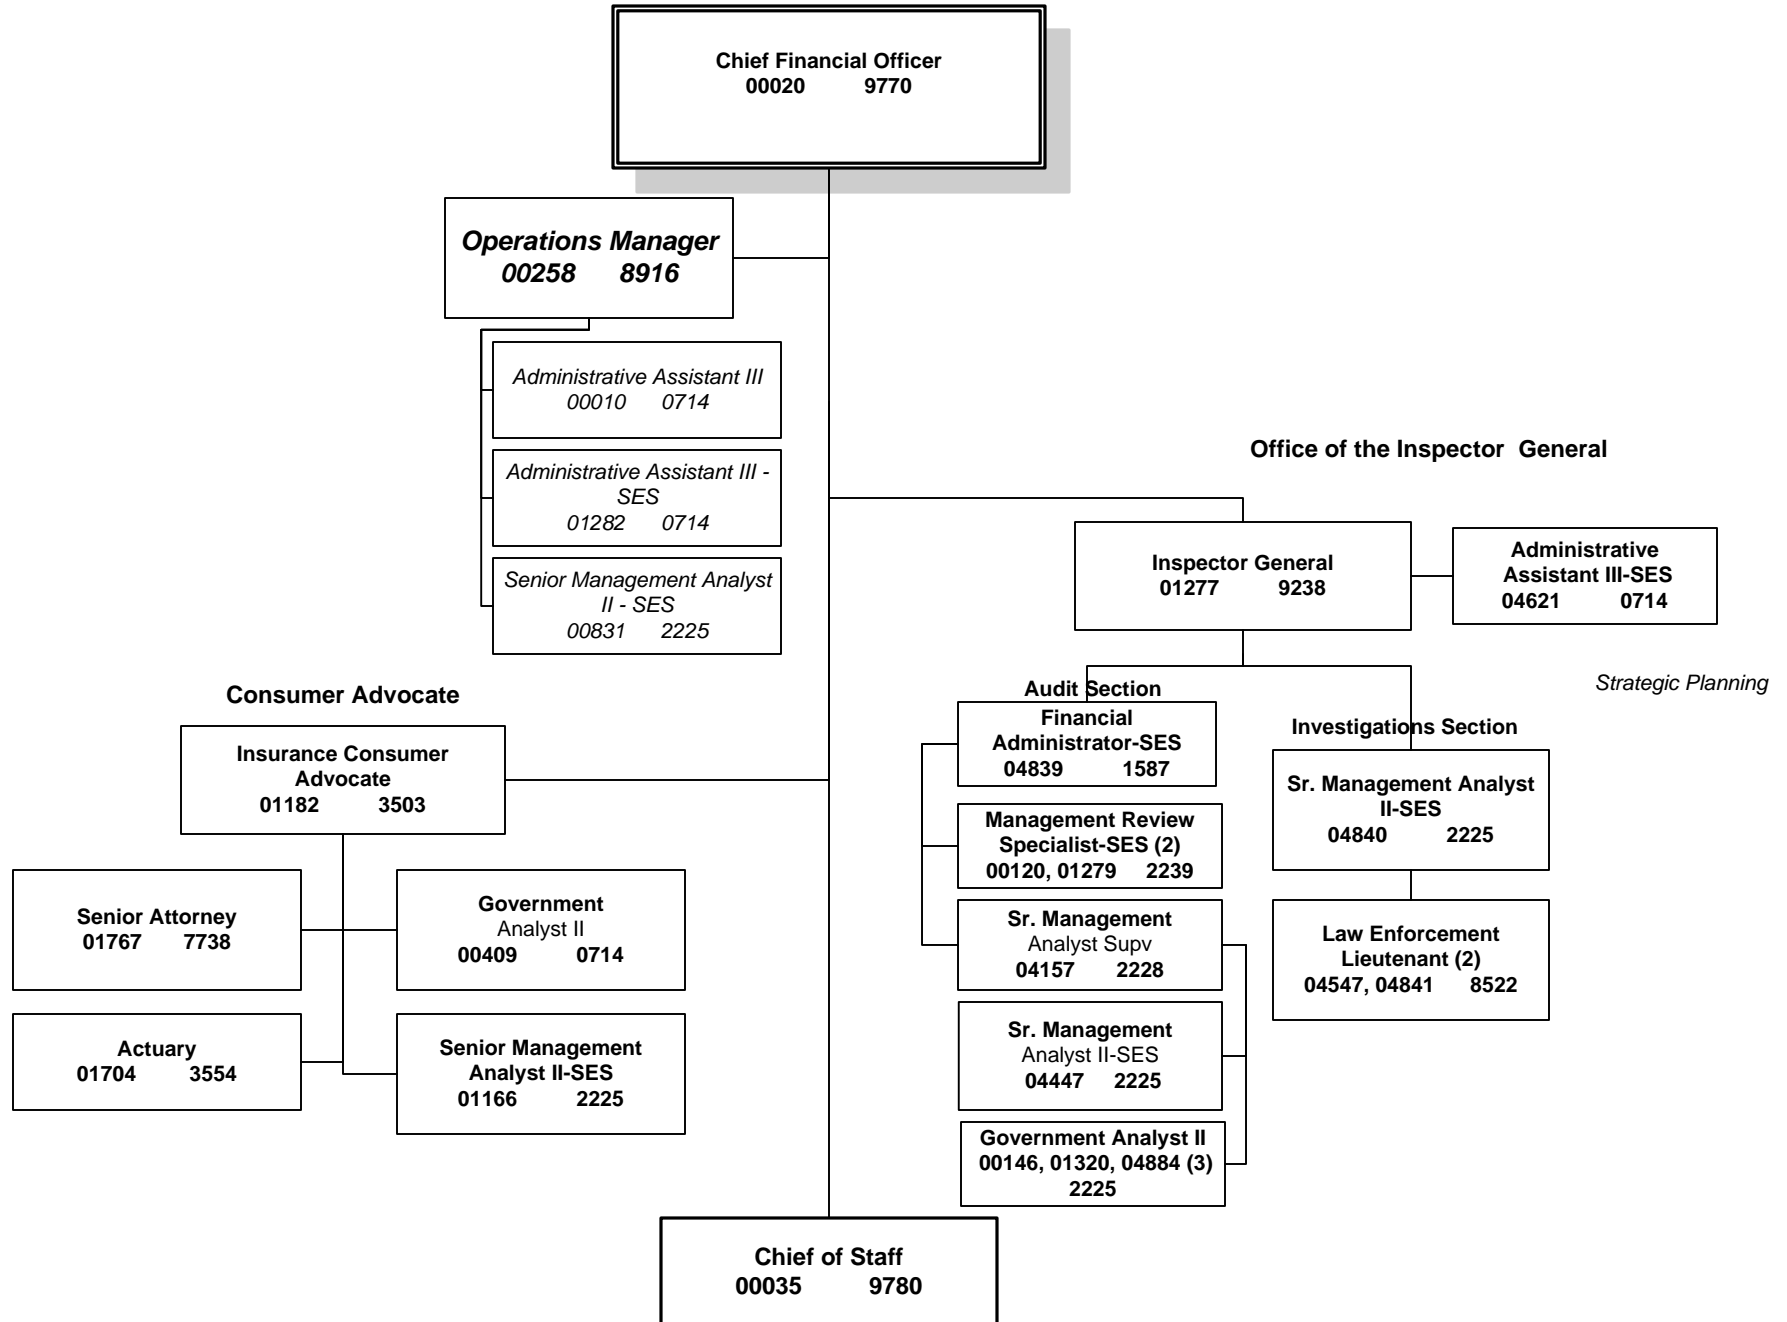 Chief Financial Officer
00020 9770
Operations Manager
00258 8916
Administrative Assistant III
00010 0714
Administrative Assistant III -
SES
01282 0714
Senior Management Analyst
II - SES
00831 2225
Office of the Inspector General
Inspector General
01277 9238
Administrative
Assistant III-SES
04621 0714
Strategic Planning
Consumer Advocate
Insurance Consumer
Advocate
01182 3503
Senior Attorney
01767 7738
Government
Analyst II
00409 0714
Actuary
01704 3554
Senior Management
Analyst II-SES
01166 2225
Audit Section
Financial
Administrator-SES
04839 1587
Management Review
Specialist-SES (2)
00120, 01279 2239
Sr. Management
Analyst Supv
04157 2228
Sr. Management
Analyst II-SES
04447 2225
Government Analyst II
00146, 01320, 04884 (3)
2225
Investigations Section
Sr. Management Analyst
II-SES
04840 2225
Law Enforcement
Lieutenant (2)
04547, 04841 8522
Chief of Staff
00035 9780